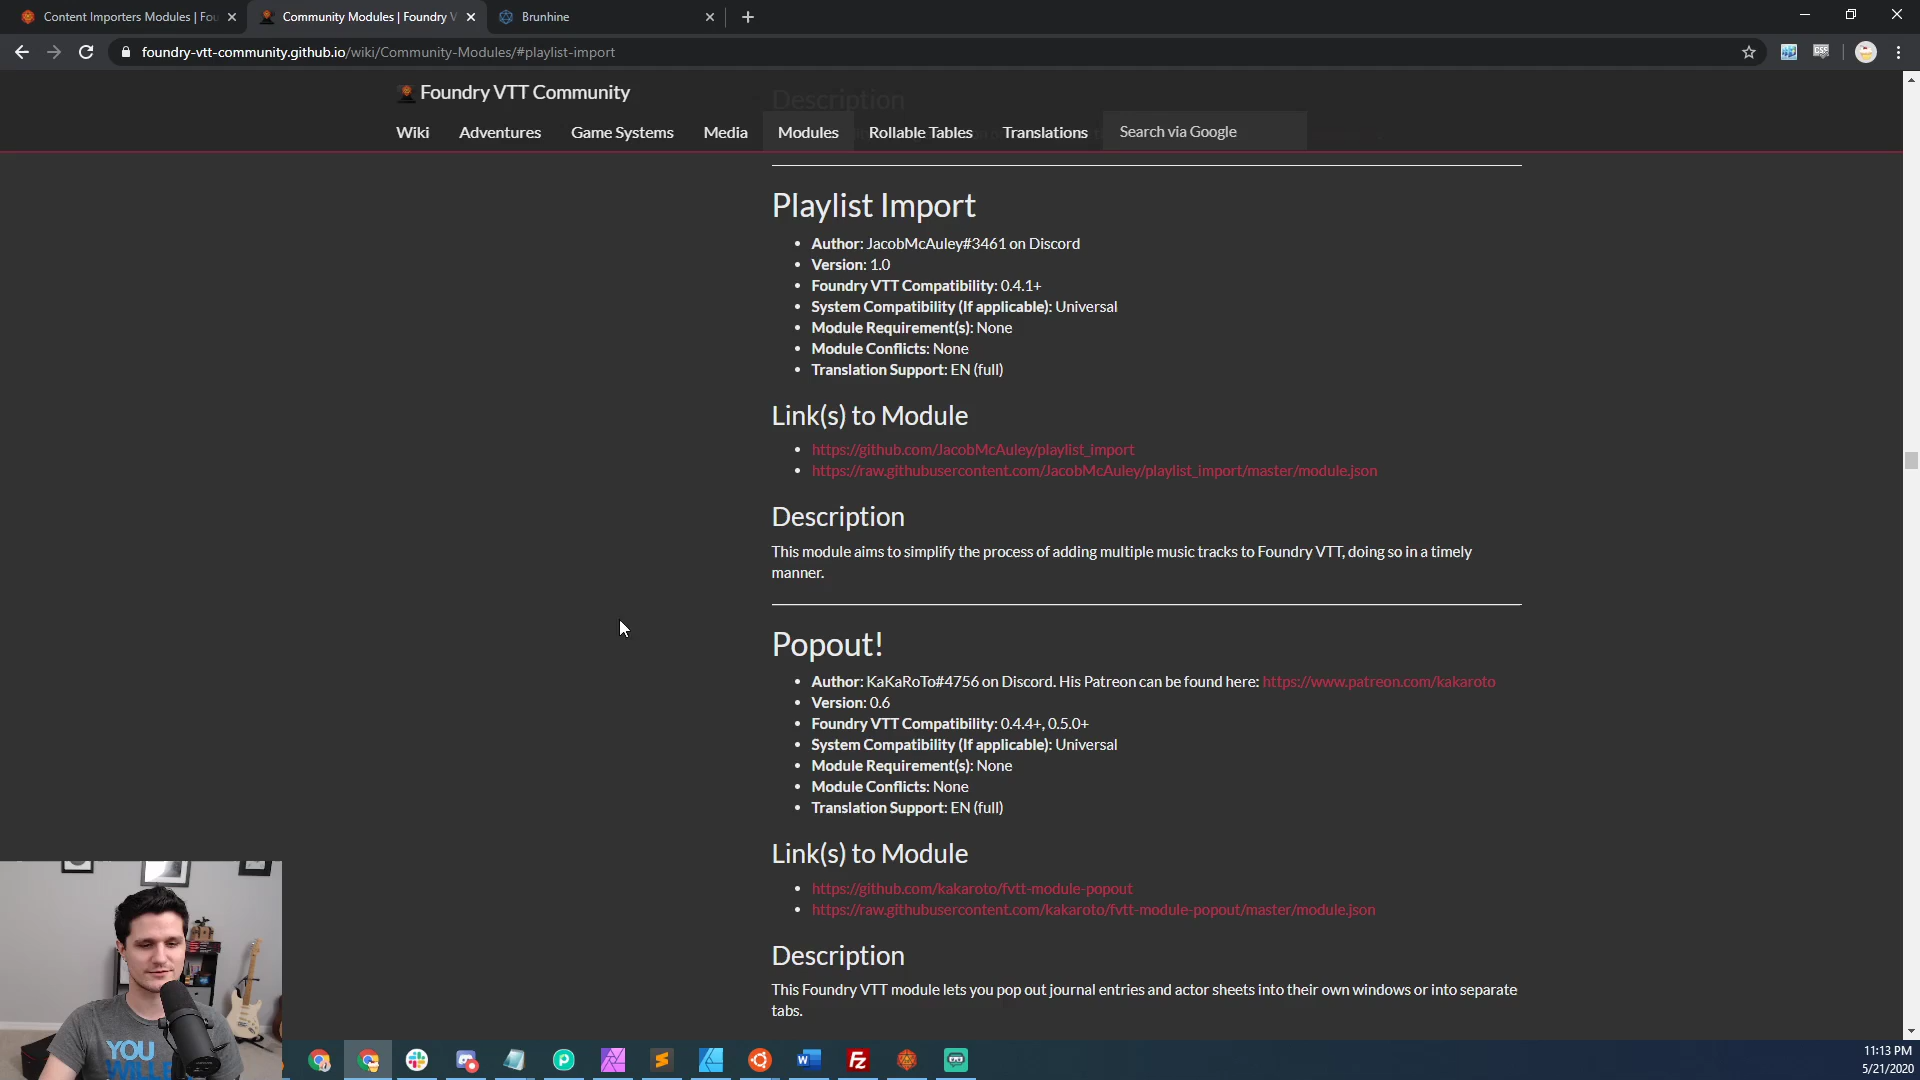 Content Importers Modules | Fou
Community Modules | Foundry V
Brunhine
foundry-vtt-community.github.io/wiki/Community-Modules/#playlist-import
Foundry VTT Community
Description
Wiki Adventures Game Systems Media Modules Rollable Tables Translations Search via Google
Playlist Import
• Author: JacobMcAuley#3461 on Discord
• Version: 1.0
• Foundry VTT Compatibility: 0.4.1+
• System Compatibility (If applicable): Universal
• Module Requirement(s): None
• Module Conflicts: None
• Translation Support: EN (full)
Link(s) to Module
• https://github.com/JacobMcAuley/playlist_import
• https://raw.githubusercontent.com/JacobMcAuley/playlist_import/master/module.json
Description
This module aims to simplify the process of adding multiple music tracks to Foundry VTT, doing so in a timely
manner.
Popout!
• Author: KaKaRoTo#4756 on Discord. His Patreon can be found here: https://www.patreon.com/kakaroto
• Version: 0.6
• Foundry VTT Compatibility: 0.4.4+, 0.5.0+
• System Compatibility (If applicable): Universal
• Module Requirement(s): None
• Module Conflicts: None
• Translation Support: EN (full)
Link(s) to Module
• https://github.com/kakaroto/fvtt-module-popout
• https://raw.githubusercontent.com/kakaroto/fvtt-module-popout/master/module.json
Description
This Foundry VTT module lets you pop out journal entries and actor sheets into their own windows or into separate
tabs.
YOU
WILL
11:13 PM
5/21/2020